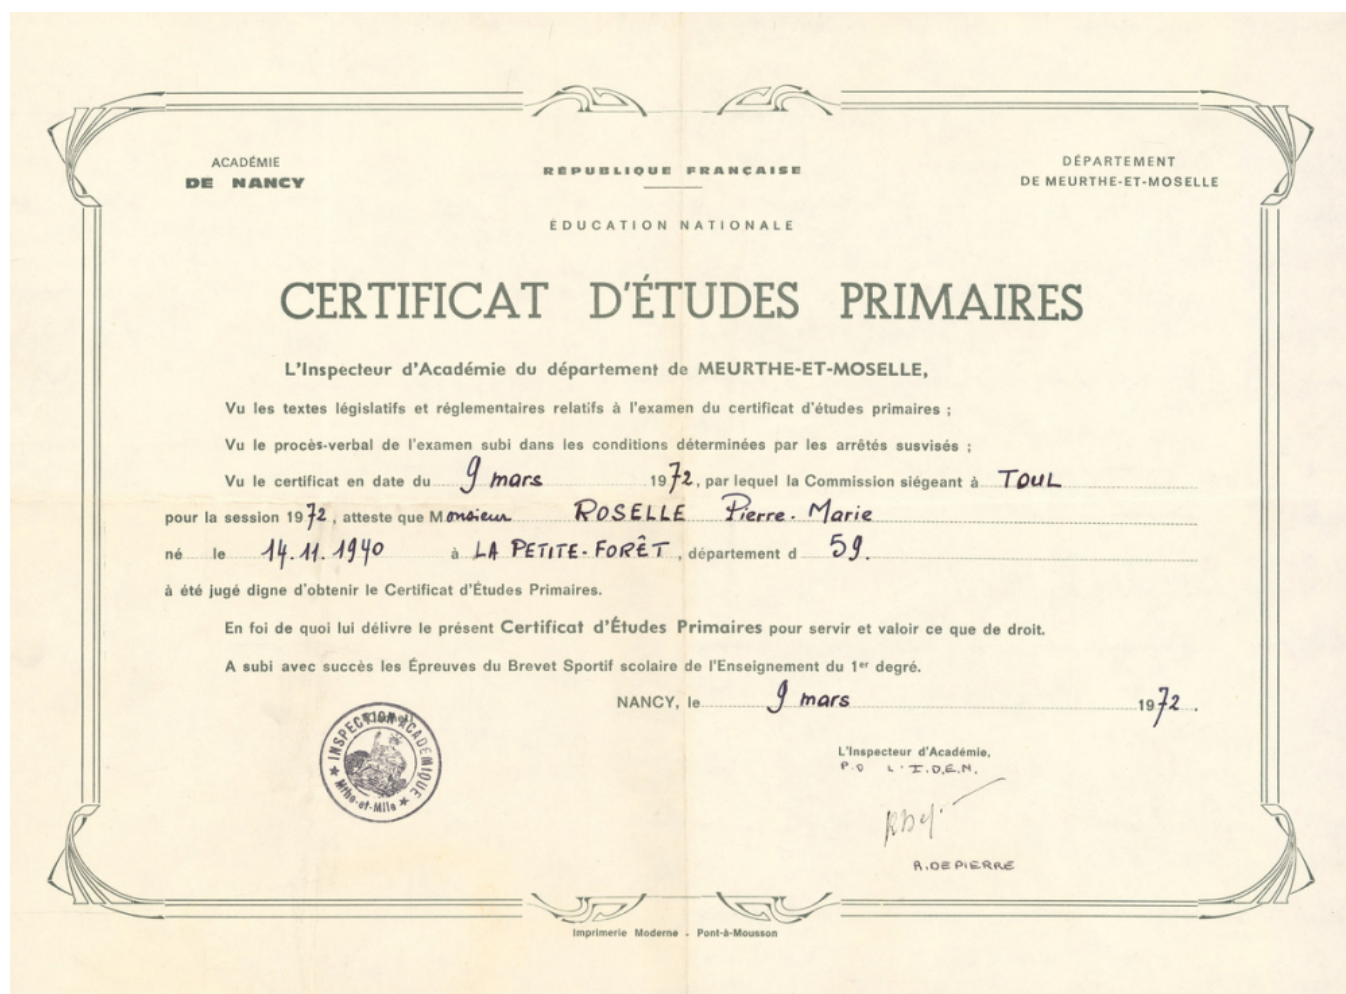 ACADÉMIE
DE NANCY
RÉPUBLIQUE FRANÇAISE
DÉPARTEMENT
DE MEURTHE-ET-MOSELLE
ÉDUCATION NATIONALE
CERTIFICAT D'ÉTUDES PRIMAIRES
L'Inspecteur d'Académie du département de MEURTHE-ET-MOSELLE,
Vu les textes législatifs et réglementaires relatifs à l'examen du certificat d'études primaires ;
Vu le procès-verbal de l'examen subi dans les conditions déterminées par les arrêtés susvisés ;
Vu le certificat en date du 9 mars 1972, par lequel la Commission siégeant à TOUL
pour la session 1972, atteste que Monsieur ROSELLE Pierre-Marie
né le 14.11.1940 à LA PETITE-FORÊT, département d 59.
à été jugé digne d'obtenir le Certificat d'Études Primaires.
En foi de quoi lui délivre le présent Certificat d'Études Primaires pour servir et valoir ce que de droit.
A subi avec succès les Épreuves du Brevet Sportif scolaire de l'Enseignement du 1er degré.
NANCY, le 9 mars 1972.
INSPECTION ACADÉMIQUE
Mthe-et-Mlle
L'Inspecteur d'Académie,
P.O L'I.D.E.N.
R.DEPIERRE
Imprimerie Moderne - Pont-à-Mousson